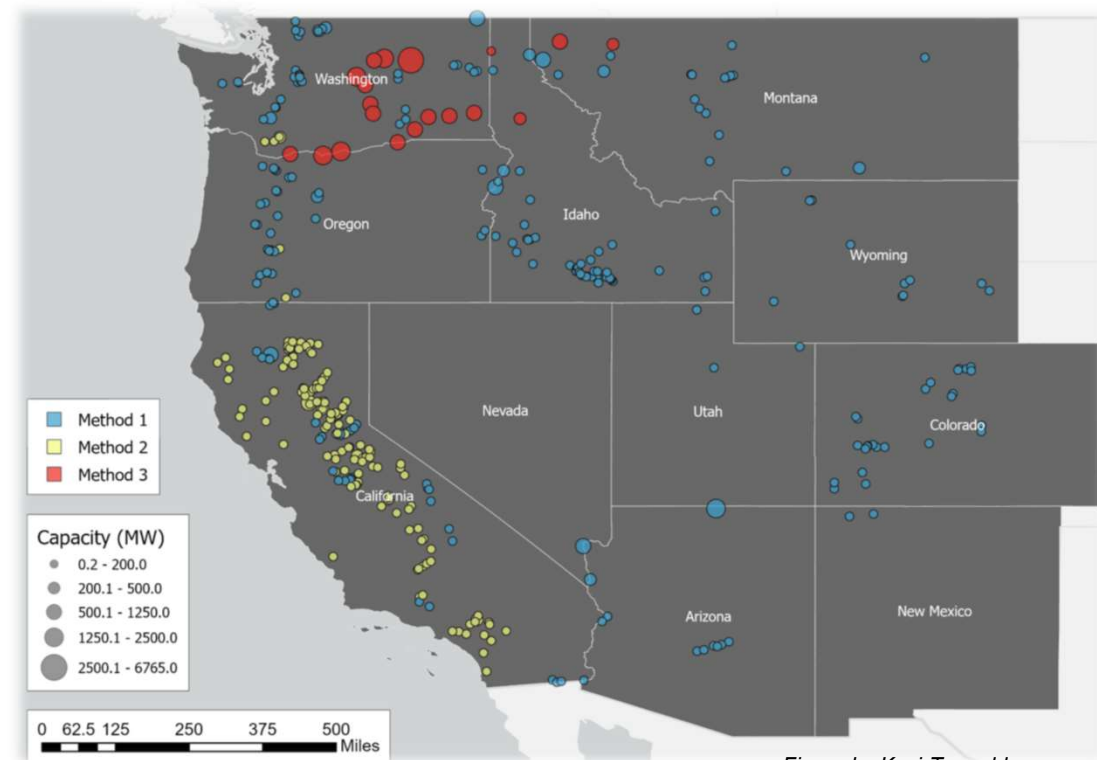 Washington
Montana
Oregon
Idaho
Wyoming
Nevada
Utah
Colorado
California
Arizona
New Mexico
Method 1
Method 2
Method 3
Capacity (MW)
0.2 - 200.0
200.1 - 500.0
500.1 - 1250.0
1250.1 - 2500.0
2500.1 - 6765.0
0 62.5 125 250 375 500
Miles